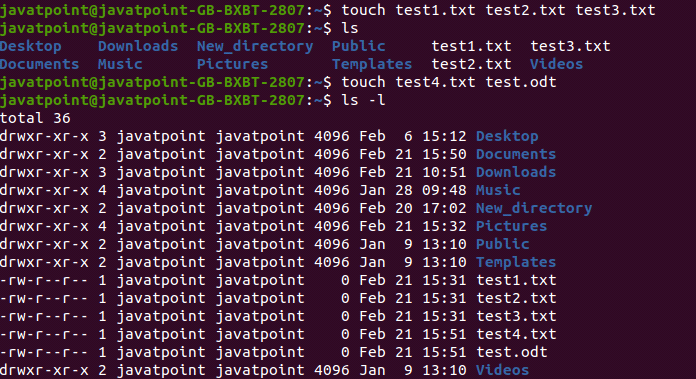 javatpoint@javatpoint-GB-BXBT-2807:~$ touch test1.txt test2.txt test3.txt
javatpoint@javatpoint-GB-BXBT-2807:~$ ls
Desktop    Downloads  New_directory  Public     test1.txt  test3.txt
Documents  Music      Pictures       Templates  test2.txt  Videos
javatpoint@javatpoint-GB-BXBT-2807:~$ touch test4.txt test.odt
javatpoint@javatpoint-GB-BXBT-2807:~$ ls -l
total 36
drwxr-xr-x 3 javatpoint javatpoint 4096 Feb  6 15:12 Desktop
drwxr-xr-x 2 javatpoint javatpoint 4096 Feb 21 15:50 Documents
drwxr-xr-x 3 javatpoint javatpoint 4096 Feb 21 10:51 Downloads
drwxr-xr-x 4 javatpoint javatpoint 4096 Jan 28 09:48 Music
drwxr-xr-x 2 javatpoint javatpoint 4096 Feb 20 17:02 New_directory
drwxr-xr-x 4 javatpoint javatpoint 4096 Feb 21 15:32 Pictures
drwxr-xr-x 2 javatpoint javatpoint 4096 Jan  9 13:10 Public
drwxr-xr-x 2 javatpoint javatpoint 4096 Jan  9 13:10 Templates
-rw-r--r-- 1 javatpoint javatpoint    0 Feb 21 15:31 test1.txt
-rw-r--r-- 1 javatpoint javatpoint    0 Feb 21 15:31 test2.txt
-rw-r--r-- 1 javatpoint javatpoint    0 Feb 21 15:31 test3.txt
-rw-r--r-- 1 javatpoint javatpoint    0 Feb 21 15:51 test4.txt
-rw-r--r-- 1 javatpoint javatpoint    0 Feb 21 15:51 test.odt
drwxr-xr-x 2 javatpoint javatpoint 4096 Jan  9 13:10 Videos